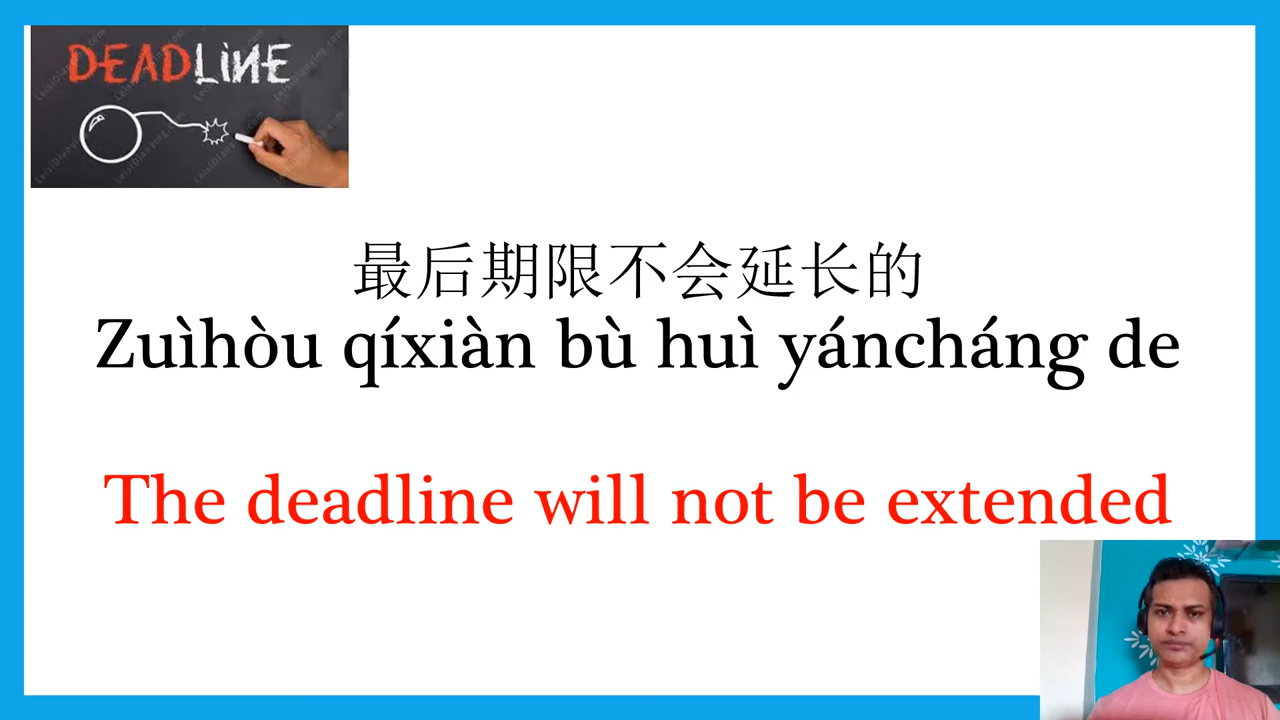 DEADLINE
最后期限不会延长的
Zuìhòu qíxiàn bù huì yáncháng de
The deadline will not be extended